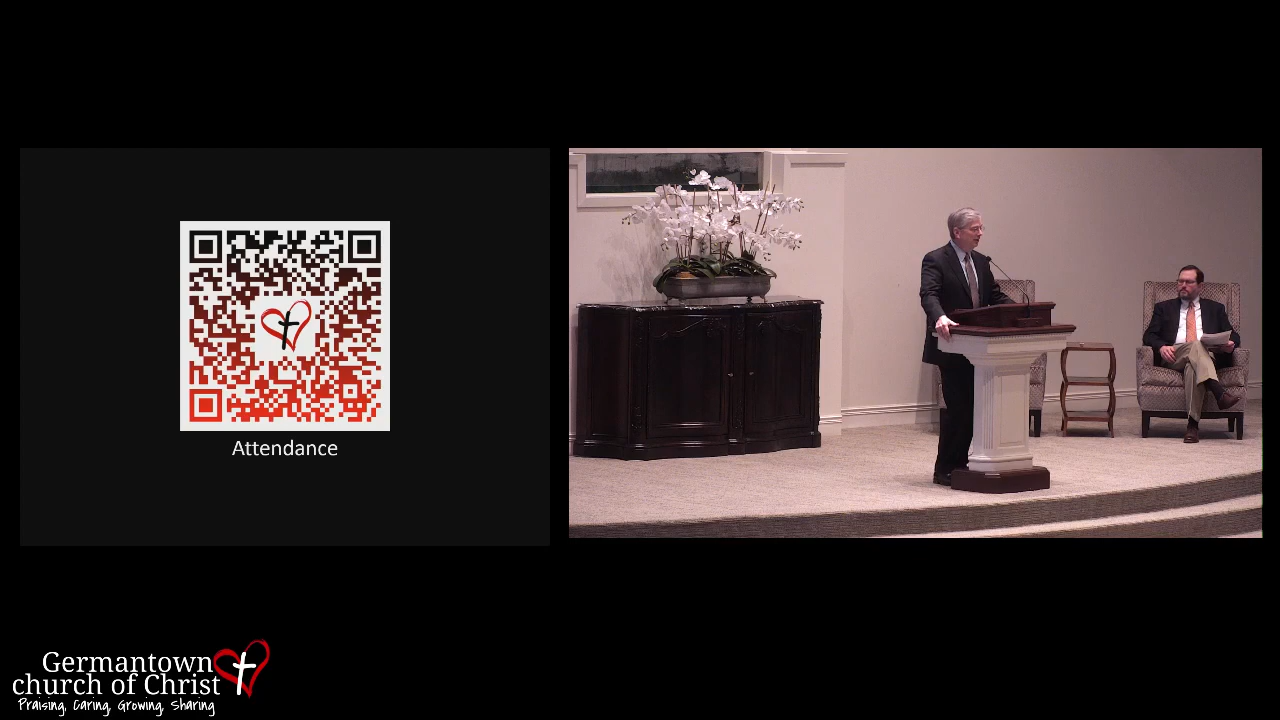 Attendance
Germantown
church of Christ
Praising, Caring, Growing, Sharing